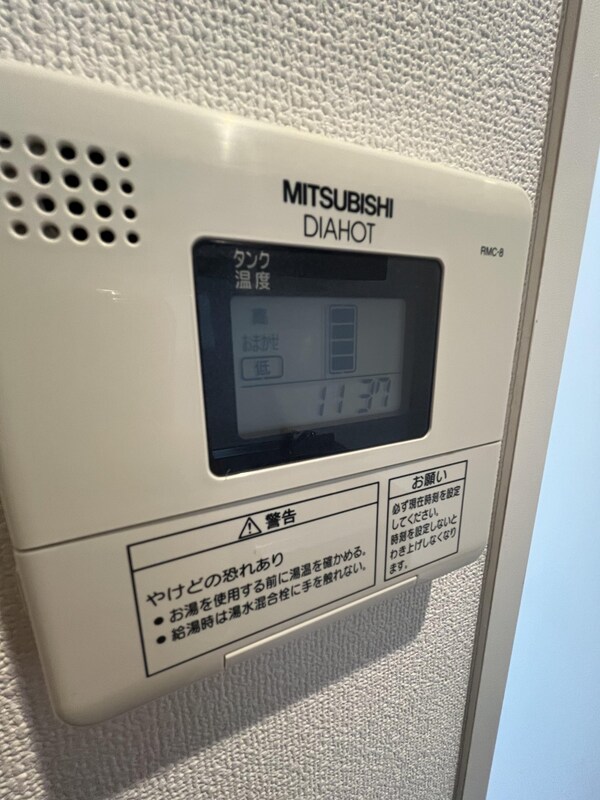 MITSUBISHI
DIAHOT
RMC-8
タンク
温度
高
おまかせ
低
11:37
警告
やけどの恐れあり
● お湯を使用する前に湯温を確かめる。
● 給湯時は湯水混合栓に手を触れない。
お願い
必ず現在時刻を設定
してください。
時刻を設定しないと
わき上げしなくなり
ます。